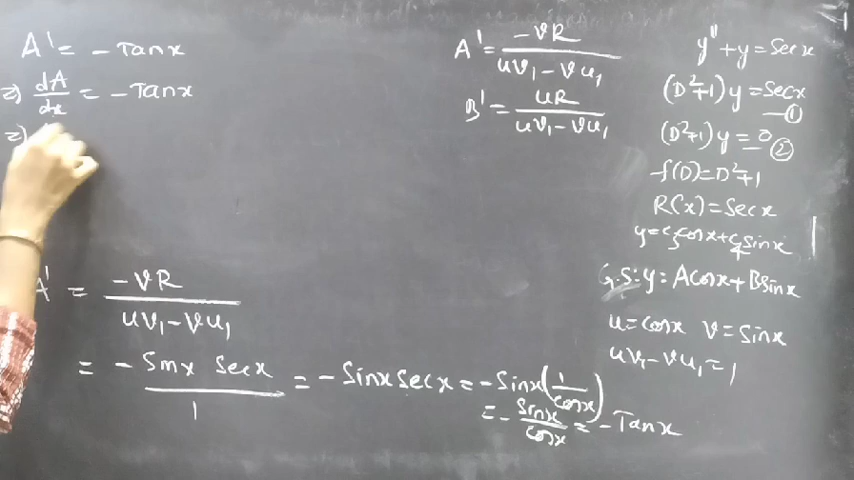 A' = - Tanx
⇒ dA/dx = - Tanx
⇒
A' = -vR / uv₁ - vu₁
= - Sinx Secx / 1 = - Sinx Secx = - Sinx (1/cosx)
= - Sinx/cosx = - Tanx
A' = -vR / uv₁ - vu₁
B' = uR / uv₁ - vu₁
y'' + y = Secx
(D²+1) y = Secx —①
(D²+1) y = 0 —②
f(D) = D²+1
R(x) = Secx
y = c₁cosx + c₂sinx
G.S: y = Acosx + Bsinx
u = cosx v = sinx
uv₁ - vu₁ = 1